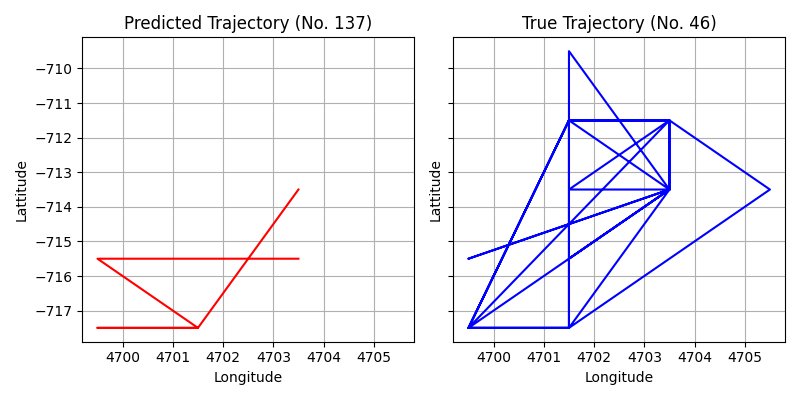 Predicted Trajectory (No. 137)
True Trajectory (No. 46)
Lattitude
−710
−711
−712
−713
−714
−715
−716
−717
4700 4701 4702 4703 4704 4705
Longitude
Lattitude
4700 4701 4702 4703 4704 4705
Longitude